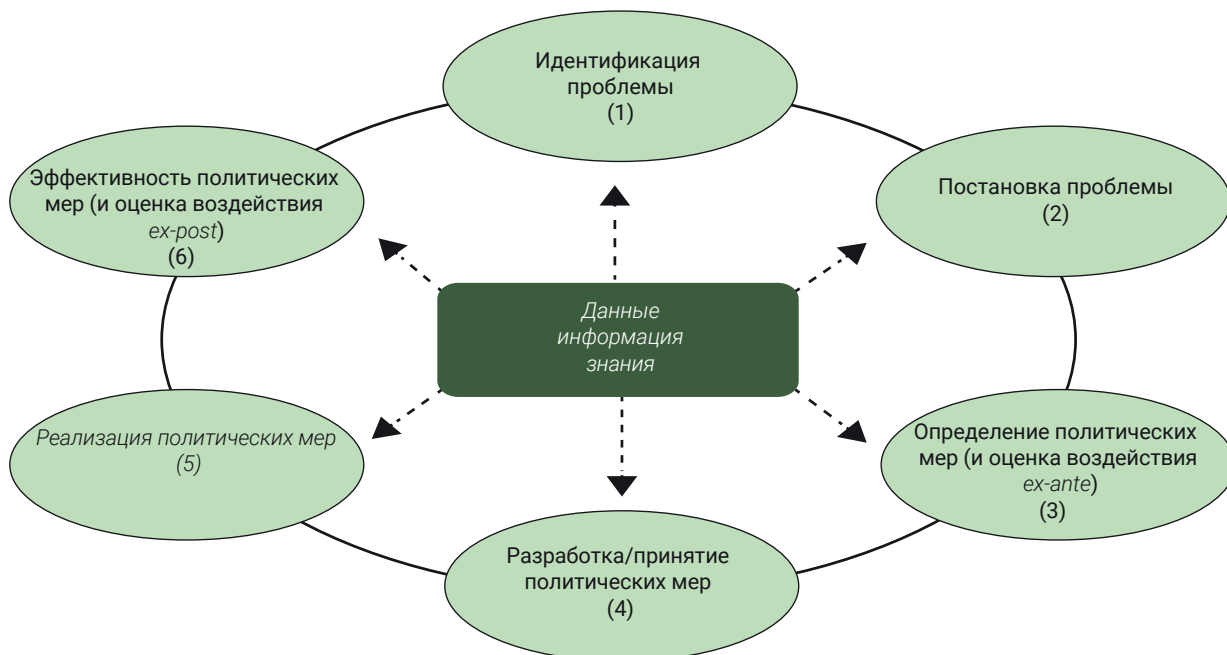 Идентификация
проблемы
(1)
Постановка проблемы
(2)
Определение политических
мер (и оценка воздействия
ex-ante)
(3)
Разработка/принятие
политических мер
(4)
Реализация политических мер
(5)
Эффективность политических
мер (и оценка воздействия
ex-post)
(6)
Данные
информация
знания